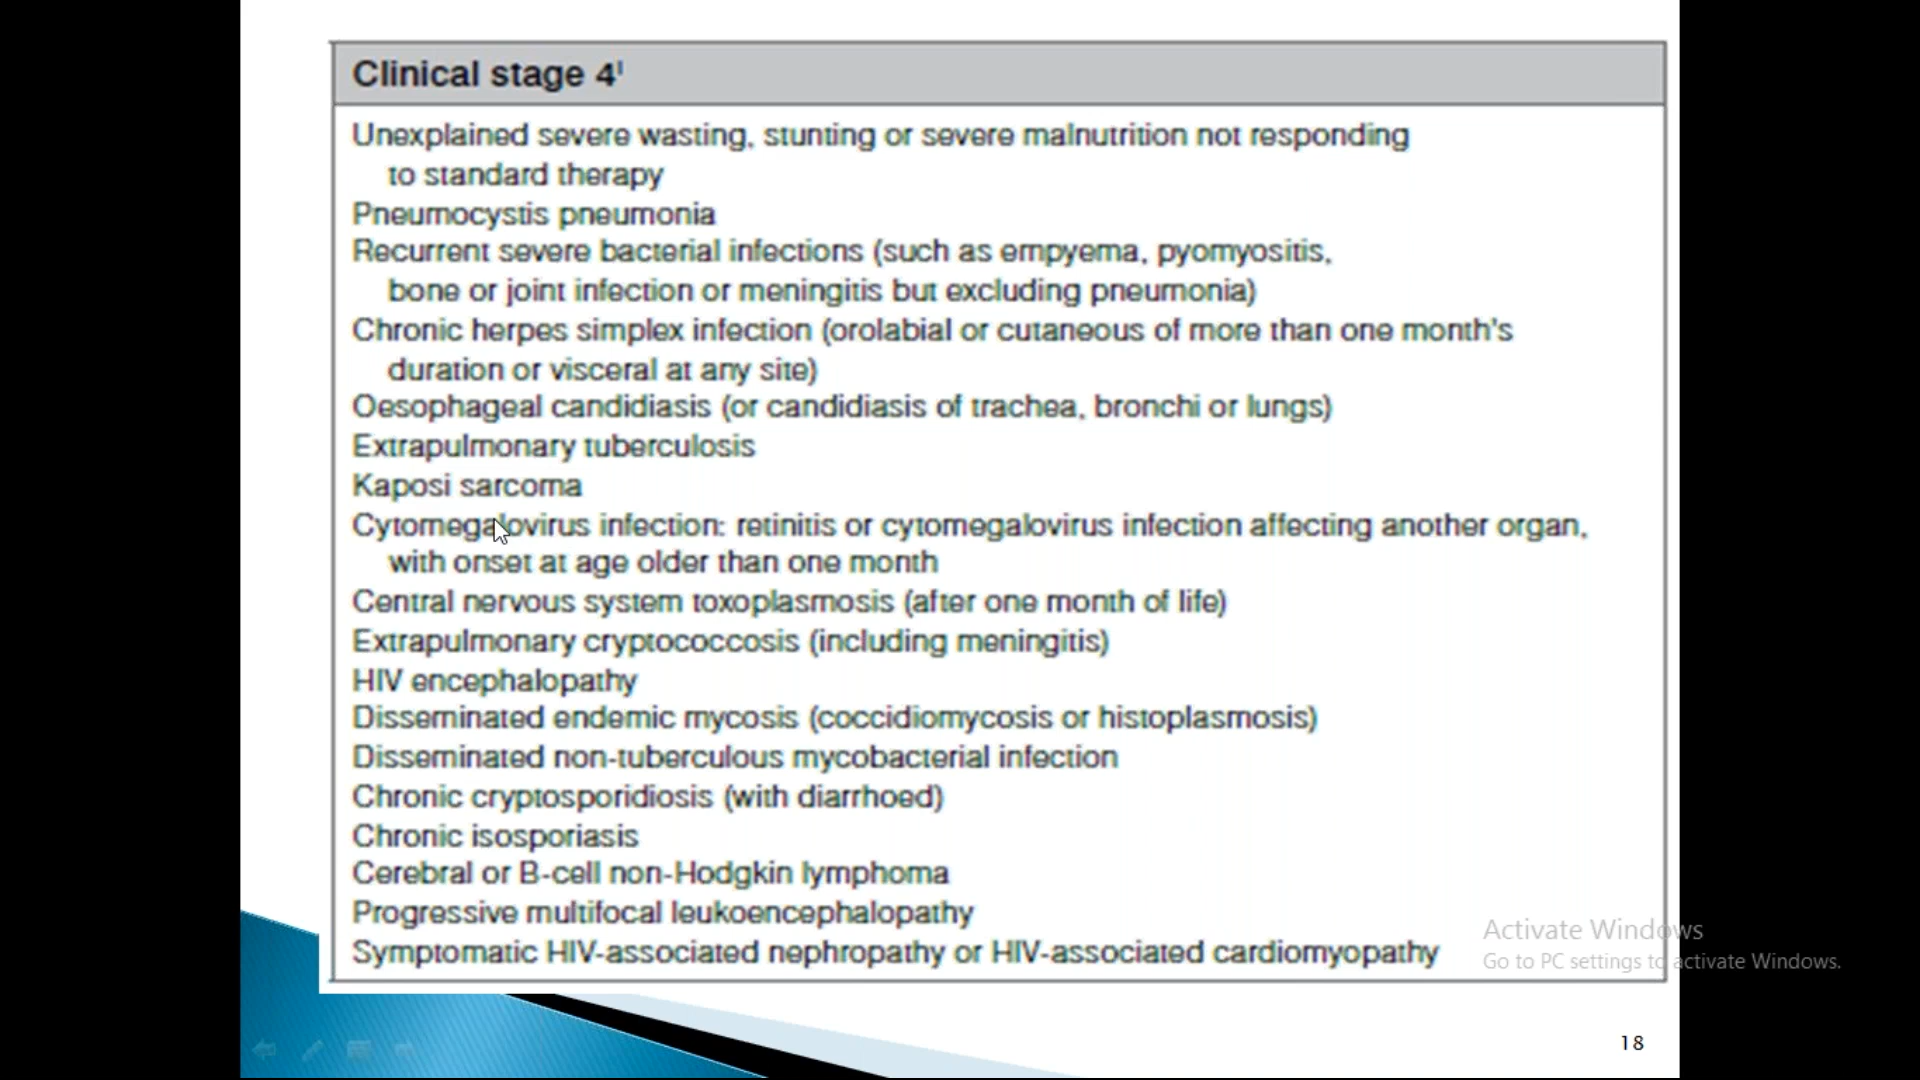 Clinical stage 4ˡ
Unexplained severe wasting, stunting or severe malnutrition not responding
to standard therapy
Pneumocystis pneumonia
Recurrent severe bacterial infections (such as empyema, pyomyositis,
bone or joint infection or meningitis but excluding pneumonia)
Chronic herpes simplex infection (orolabial or cutaneous of more than one month's
duration or visceral at any site)
Oesophageal candidiasis (or candidiasis of trachea, bronchi or lungs)
Extrapulmonary tuberculosis
Kaposi sarcoma
Cytomegalovirus infection: retinitis or cytomegalovirus infection affecting another organ,
with onset at age older than one month
Central nervous system toxoplasmosis (after one month of life)
Extrapulmonary cryptococcosis (including meningitis)
HIV encephalopathy
Disseminated endemic mycosis (coccidiomycosis or histoplasmosis)
Disseminated non-tuberculous mycobacterial infection
Chronic cryptosporidiosis (with diarrhoed)
Chronic isosporiasis
Cerebral or B-cell non-Hodgkin lymphoma
Progressive multifocal leukoencephalopathy
Symptomatic HIV-associated nephropathy or HIV-associated cardiomyopathy
Activate Windows
Go to PC settings to activate Windows.
18